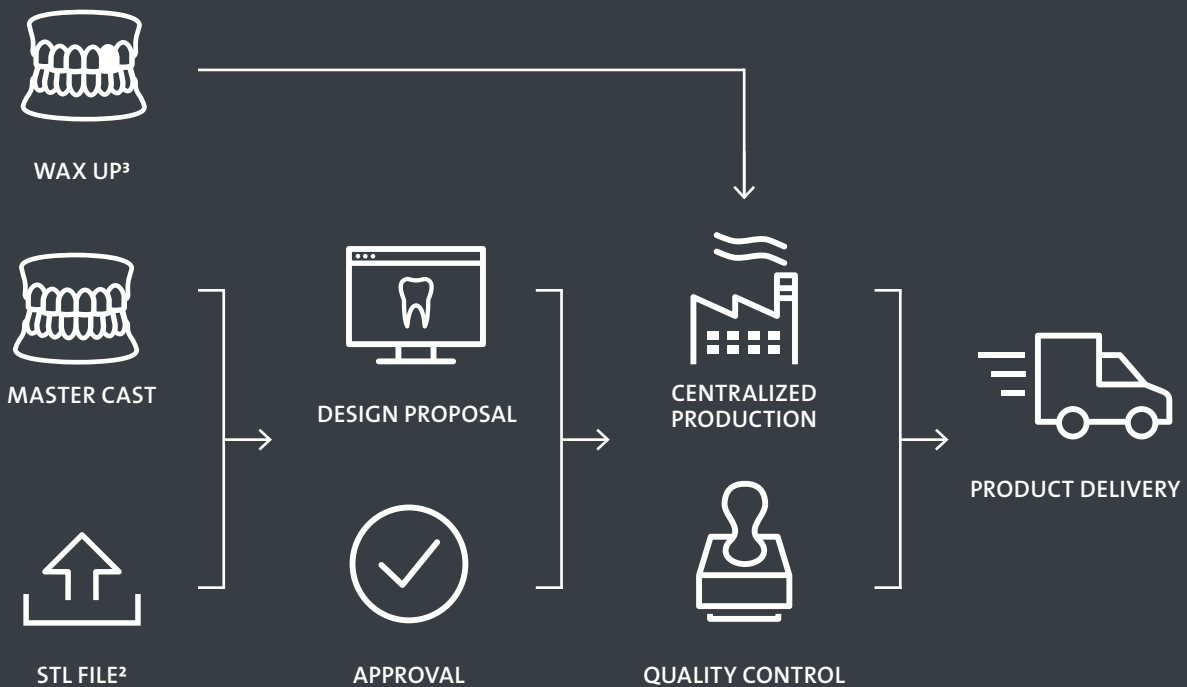 WAX UP³
MASTER CAST
DESIGN PROPOSAL
CENTRALIZED
PRODUCTION
PRODUCT DELIVERY
STL FILE²
APPROVAL
QUALITY CONTROL